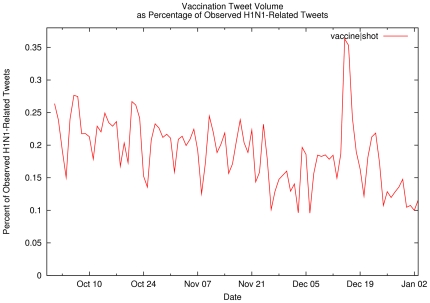 Vaccination Tweet Volume
as Percentage of Observed H1N1-Related Tweets
vaccine|shot
Percent of Observed H1N1-Related Tweets
0.35
0.3
0.25
0.2
0.15
0.1
0.05
0
Oct 10 Oct 24 Nov 07 Nov 21 Dec 05 Dec 19 Jan 02
Date